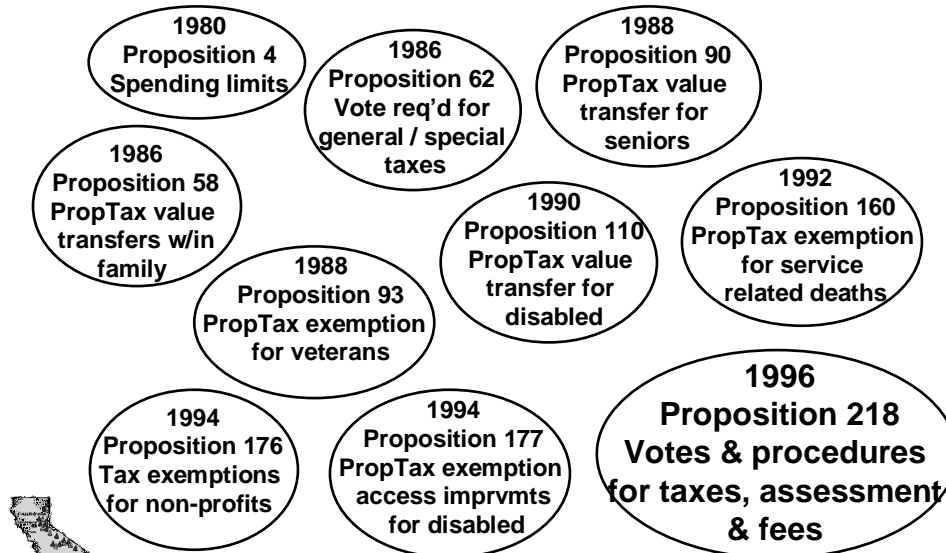 1980
Proposition 4
Spending limits
1986
Proposition 62
Vote req’d for
general / special
taxes
1988
Proposition 90
PropTax value
transfer for
seniors
1986
Proposition 58
PropTax value
transfers w/in
family
1990
Proposition 110
PropTax value
transfer for
disabled
1992
Proposition 160
PropTax exemption
for service
related deaths
1988
Proposition 93
PropTax exemption
for veterans
1994
Proposition 176
Tax exemptions
for non-profits
1994
Proposition 177
PropTax exemption
access imprvmts
for disabled
1996
Proposition 218
Votes & procedures
for taxes, assessment
& fees